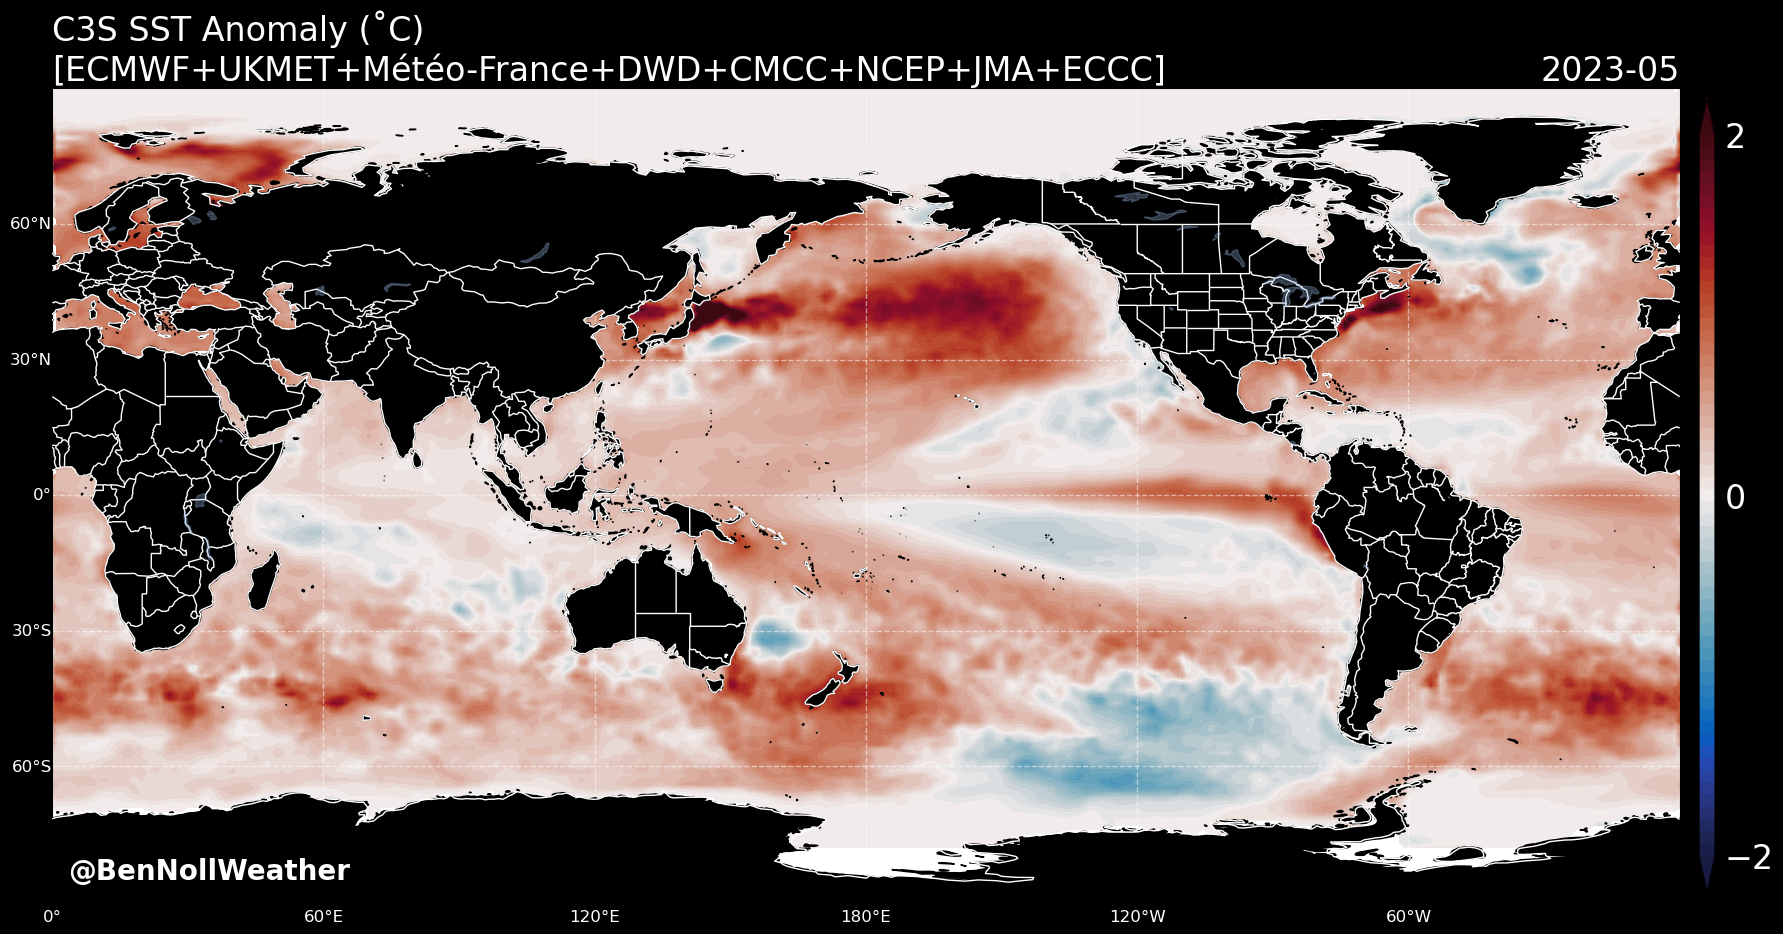 C3S SST Anomaly (˚C)
[ECMWF+UKMET+Météo-France+DWD+CMCC+NCEP+JMA+ECCC] 2023-05
2
60°N
30°N
0°
0
30°S
60°S
−2
@BenNollWeather
0° 60°E 120°E 180°E 120°W 60°W